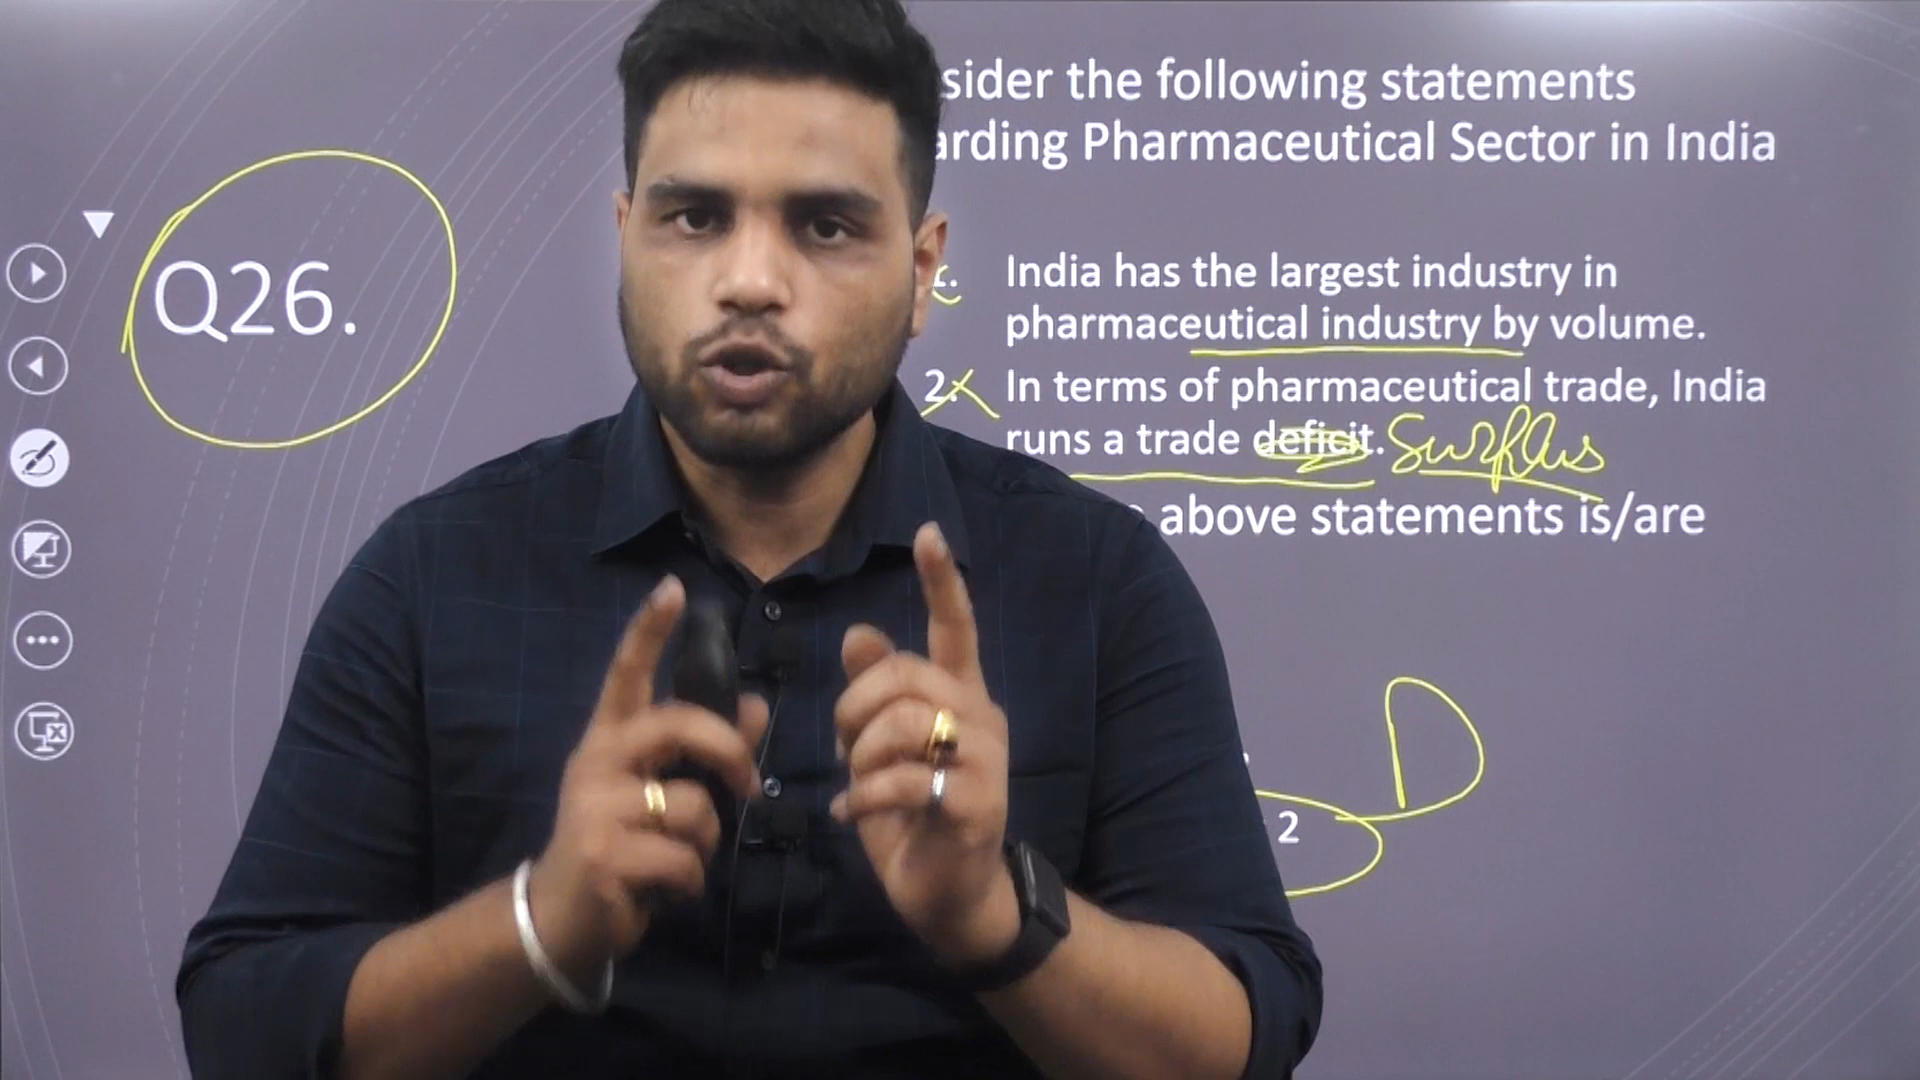 sider the following statements
arding Pharmaceutical Sector in India
Q26.
India has the largest industry in
pharmaceutical industry by volume.
2. In terms of pharmaceutical trade, India
runs a trade deficit. Surplus
above statements is/are
D
2